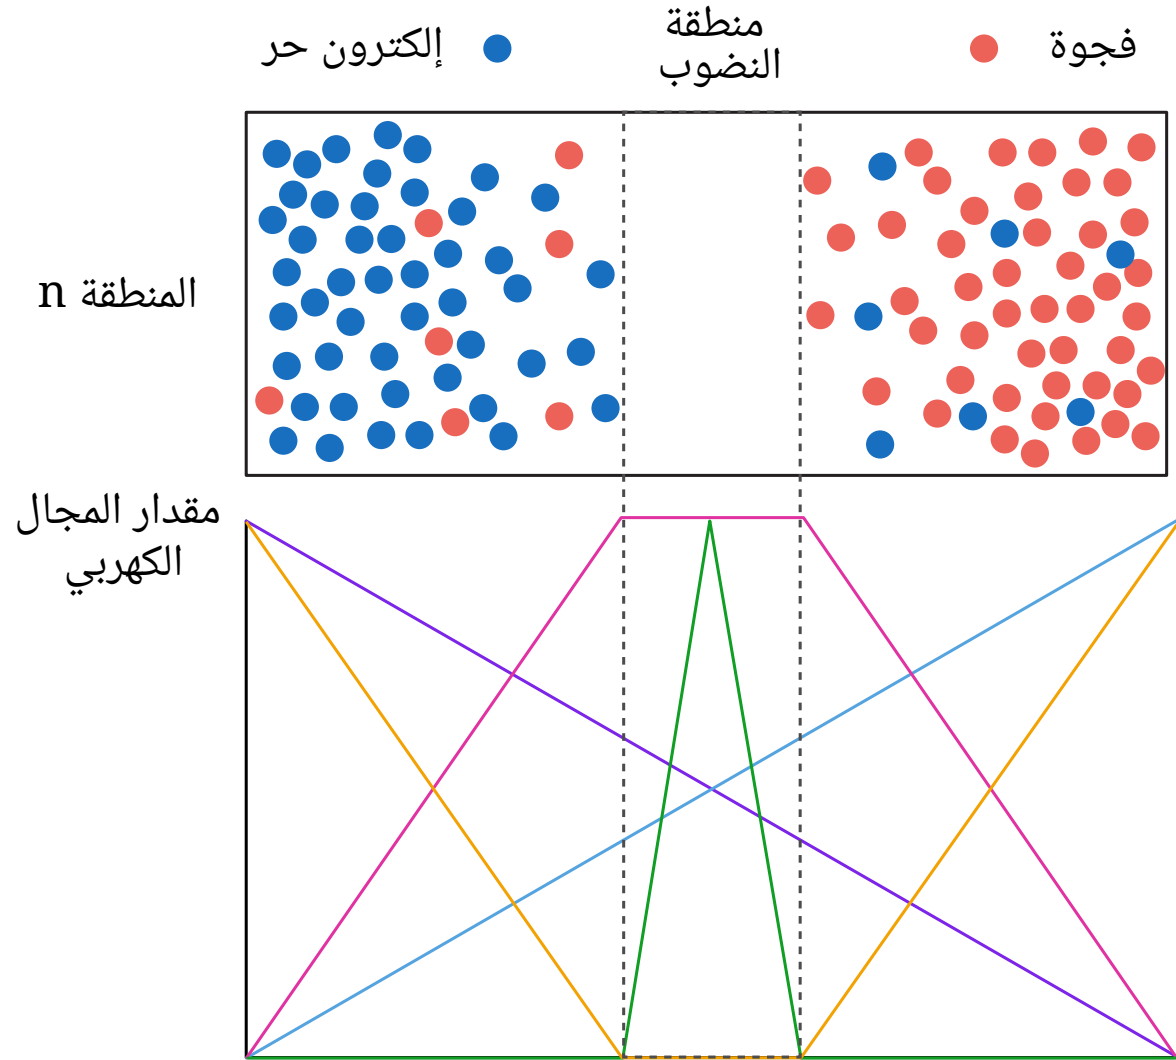 فجوة
منطقة
النضوب
إلكترون حر
المنطقة n
مقدار المجال
الكهربي